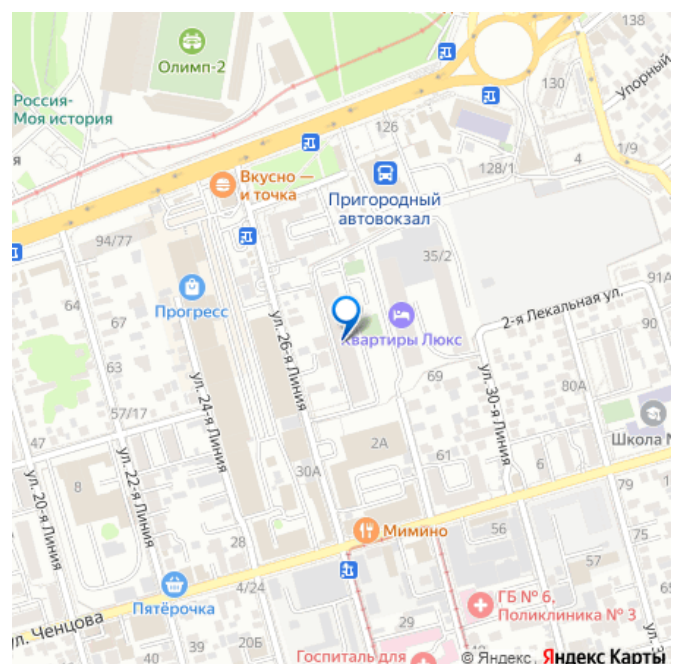 138
Олимп-2
130
Упорный
Россия-
Моя история
126
1/9
я
Вкусно —
и точка
128/1
4
Пригородный
автовокзал
94/77
35/2
91А
64
67
Прогресс
2-я Лекальная ул.
90
Квартиры Люкс
ул. 26-я Линия
63
69
80А
ул. 24-я Линия
ул. 30-я Линия
57/17
47
2А
Школа №
30А
61
6
8
79
ул. 20-я Линия
ул. 22-я Линия
Мимино
56
75
28
57
4/24
65
Пятёрочка
ГБ № 6,
Поликлиника № 3
ул. Ченцова
29
39
20Б
48
40
Госпиталь для
© Яндекс, Яндекс Карты